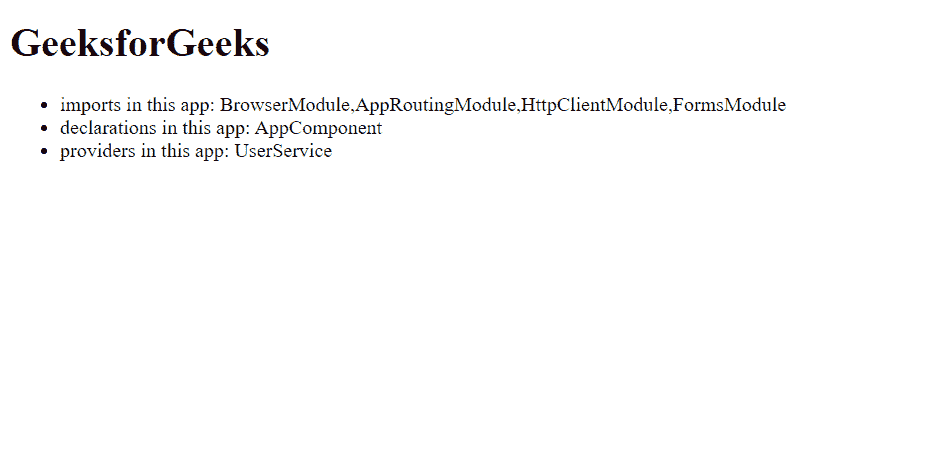 GeeksforGeeks
• imports in this app: BrowserModule,AppRoutingModule,HttpClientModule,FormsModule
• declarations in this app: AppComponent
• providers in this app: UserService